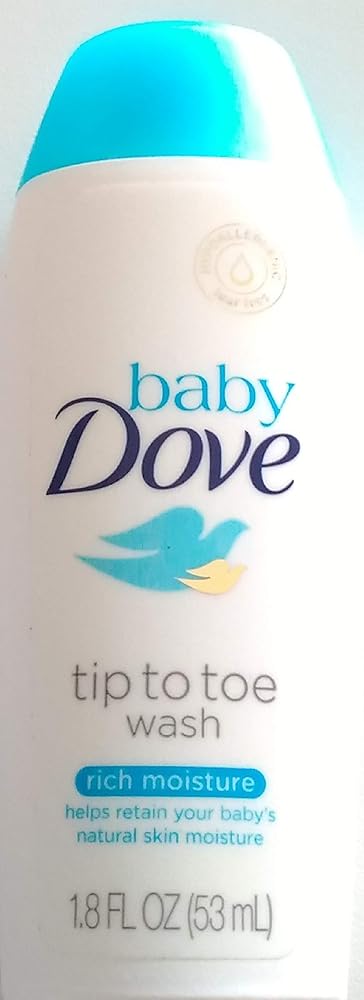 HYPOALLERGENIC
baby
Dove
tip to toe
wash
rich moisture
helps retain your baby's
natural skin moisture
1.8 FL OZ (53 mL)